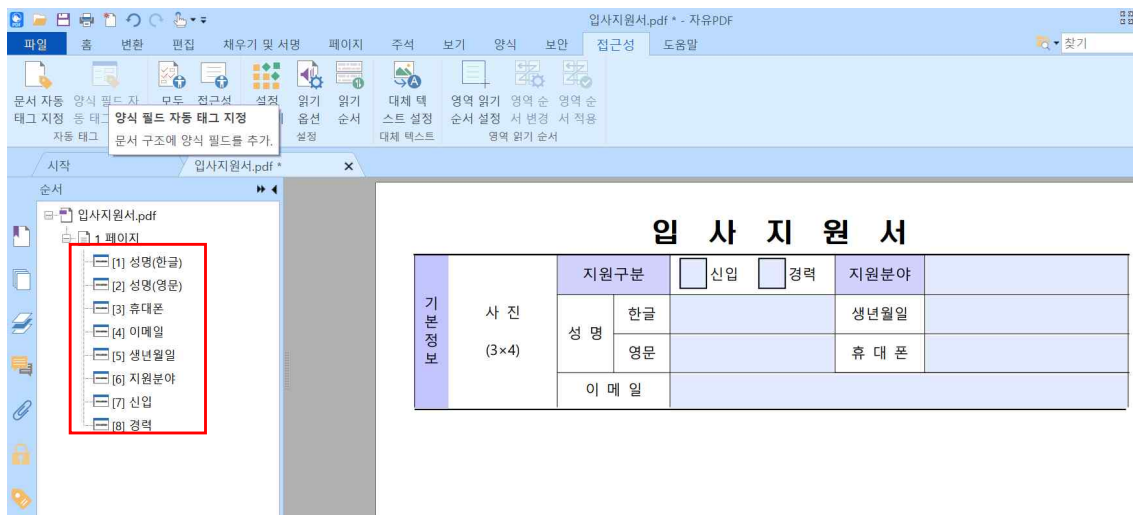 입사지원서.pdf * - 자유PDF
파일 홈 변환 편집 채우기 및 서명 페이지 주석 보기 양식 보안 접근성 도움말 찾기
문서 자동 양식 필드 자 모두 접근성 설정 읽기 읽기 대체 텍 영역 읽기 영역 순 영역 순
태그 지정 동 태그 옵션 순서 스트 설정 순서 설정 서 변경 서 적용
양식 필드 자동 태그 지정
문서 구조에 양식 필드를 추가.
자동 태그 설정 대체 텍스트 영역 읽기 순서
시작 입사지원서.pdf *
순서
입사지원서.pdf
1 페이지
[1] 성명(한글)
[2] 성명(영문)
[3] 휴대폰
[4] 이메일
[5] 생년월일
[6] 지원분야
[7] 신입
[8] 경력
입 사 지 원 서
기본정보
사 진
(3×4)
지원구분 신입 경력 지원분야
성 명 한글 생년월일
영문 휴 대 폰
이 메 일